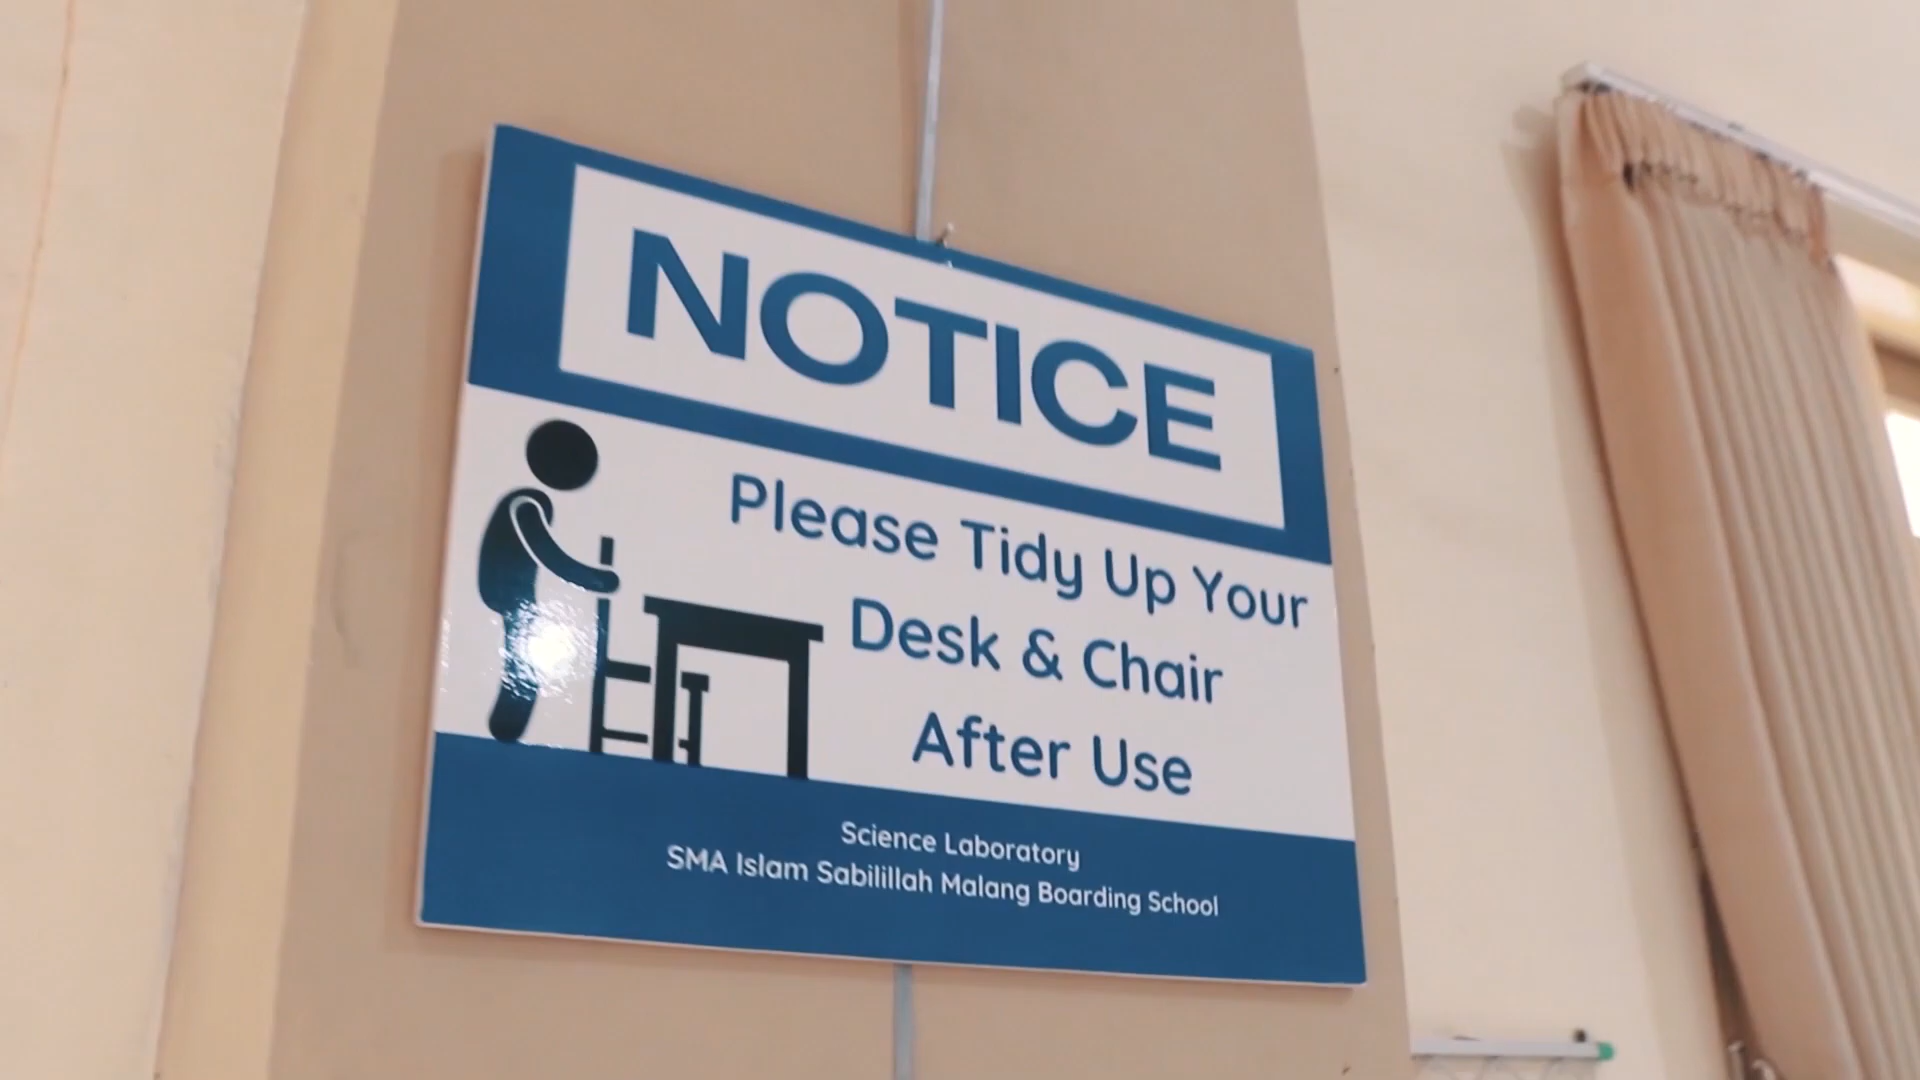 NOTICE
Please Tidy Up Your
Desk & Chair
After Use
Science Laboratory
SMA Islam Sabilillah Malang Boarding School